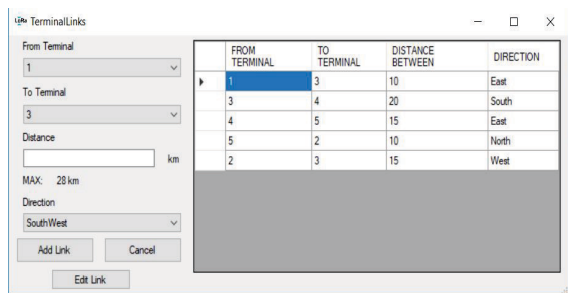 LoRa TerminalLinks
From Terminal
1
To Terminal
3
Distance
km
MAX: 28 km
Direction
SouthWest
Add Link Cancel
Edit Link
FROM TERMINAL TO TERMINAL DISTANCE BETWEEN DIRECTION
1 3 10 East
3 4 20 South
4 5 15 East
5 2 10 North
2 3 15 West